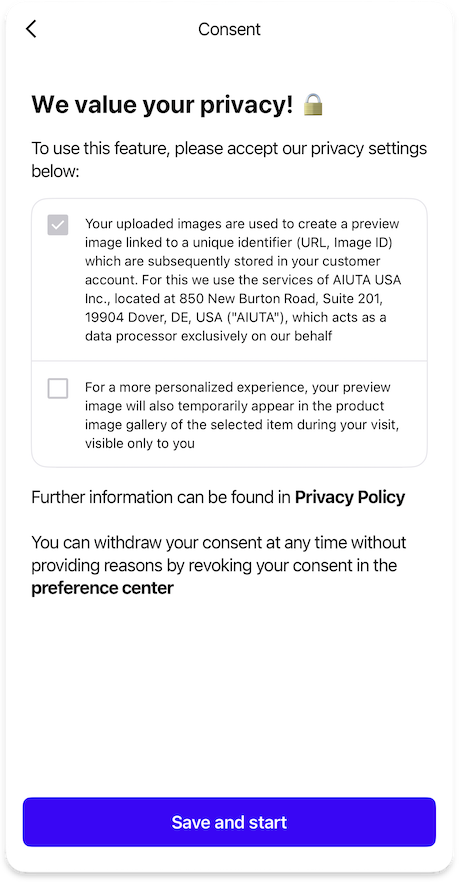 Consent
We value your privacy! 🔒
To use this feature, please accept our privacy settings
below:
Your uploaded images are used to create a preview
image linked to a unique identifier (URL, Image ID)
which are subsequently stored in your customer
account. For this we use the services of AIUTA USA
Inc., located at 850 New Burton Road, Suite 201,
19904 Dover, DE, USA ("AIUTA"), which acts as a
data processor exclusively on our behalf
For a more personalized experience, your preview
image will also temporarily appear in the product
image gallery of the selected item during your visit,
visible only to you
Further information can be found in Privacy Policy
You can withdraw your consent at any time without
providing reasons by revoking your consent in the
preference center
Save and start